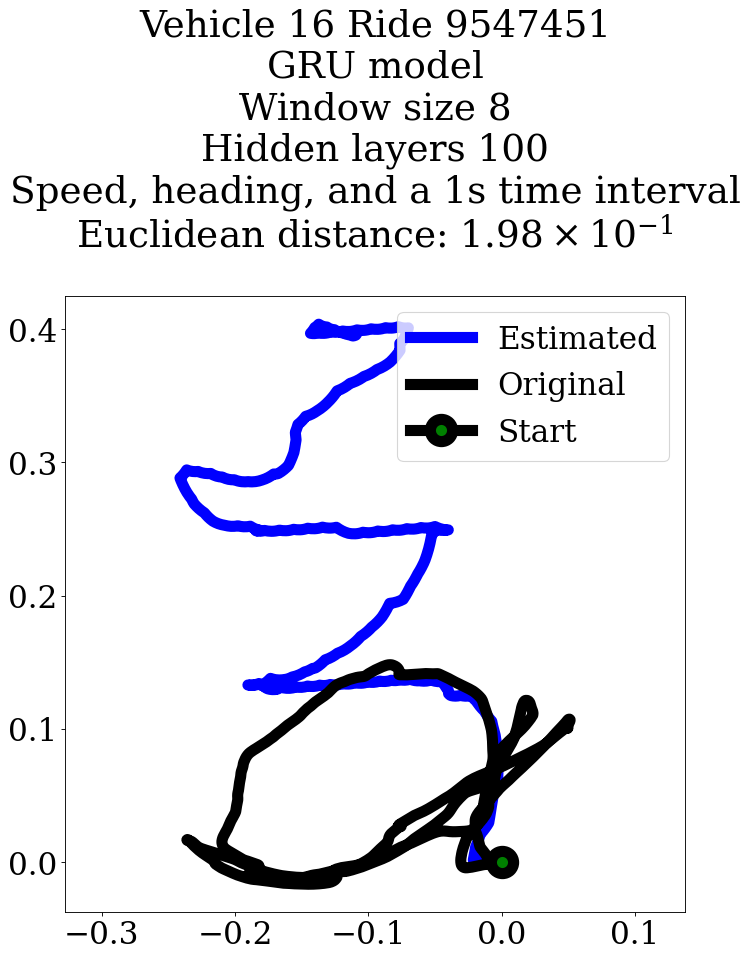 Vehicle 16 Ride 9547451
GRU model
Window size 8
Hidden layers 100
Speed, heading, and a 1s time interval
Euclidean distance: 1.98 × 10⁻¹
Estimated
Original
Start
0.4
0.3
0.2
0.1
0.0
−0.3 −0.2 −0.1 0.0 0.1